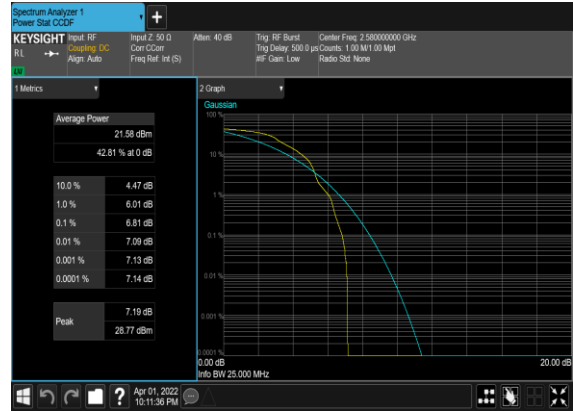 Spectrum Analyzer 1
Power Stat CCDF
KEYSIGHT
Input: RF
Input Z: 50 Ω
Atten: 40 dB
Trig: RF Burst
Center Freq: 2.580000000 GHz
RL
Coupling: DC
Corr CCorr
Trig Delay: 500.0 µs
Counts: 1.00 M/1.00 Mpt
Align: Auto
Freq Ref: Int (S)
#IF Gain: Low
Radio Std: None
LNI
1 Metrics
2 Graph
Average Power
21.58 dBm
42.81 % at 0 dB
10.0 % 4.47 dB
1.0 % 6.01 dB
0.1 % 6.81 dB
0.01 % 7.09 dB
0.001 % 7.13 dB
0.0001 % 7.14 dB
Peak
7.19 dB
28.77 dBm
Gaussian
100 %
10 %
1 %
0.1 %
0.01 %
0.001 %
0.0001 %
0.00 dB
20.00 dB
Info BW 25.000 MHz
?
Apr 01, 2022
10:11:36 PM